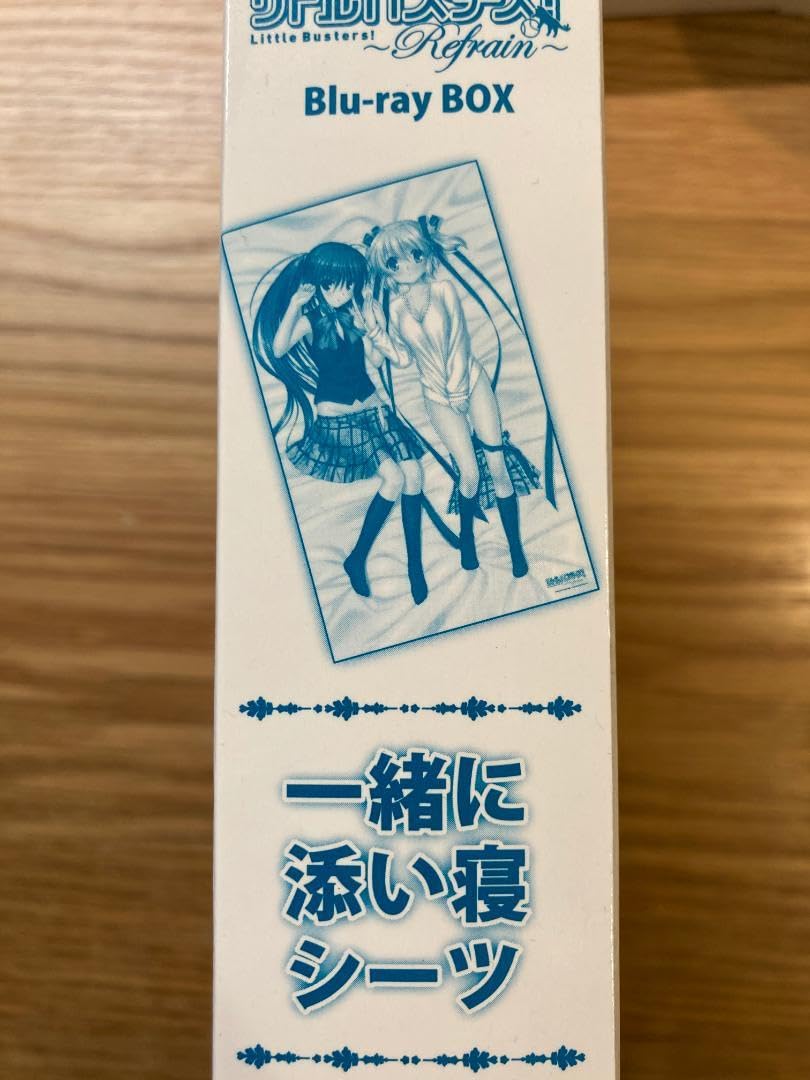 リトルバスターズ!
Little Busters!
~Refrain~
Blu-ray BOX
一緒に
添い寝
シーツ